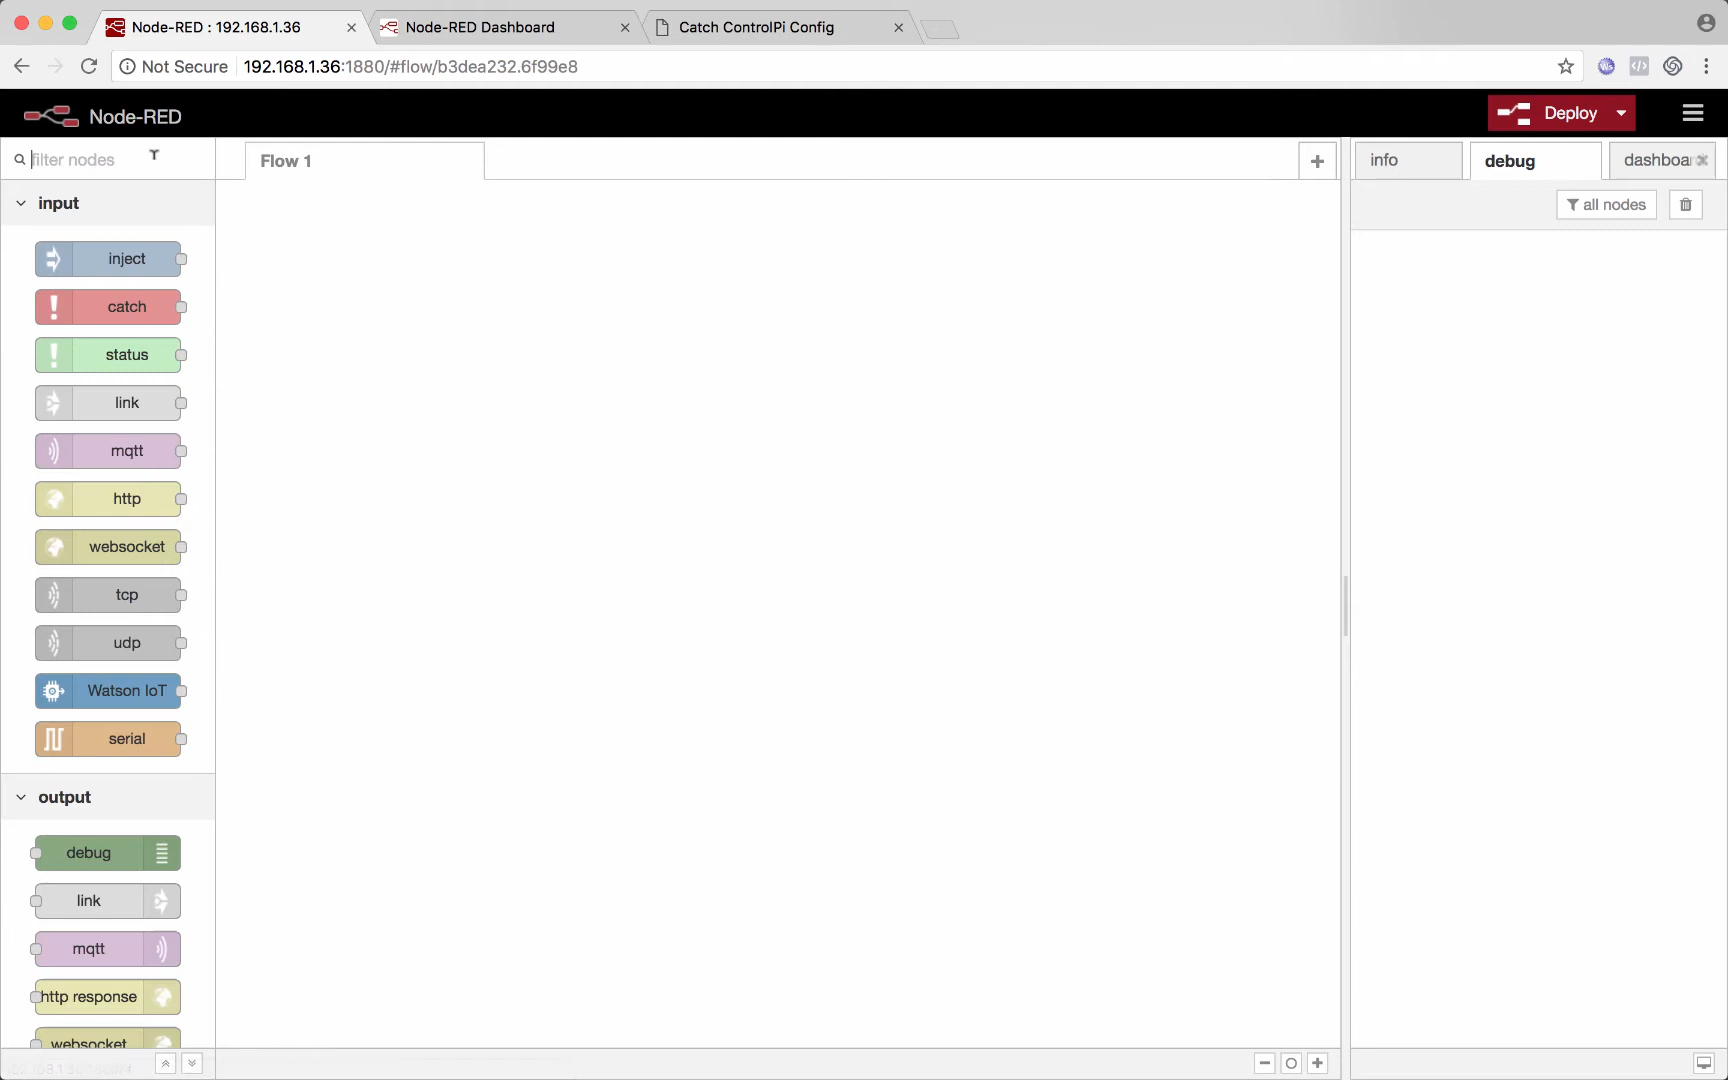 Node-RED : 192.168.1.36
Node-RED Dashboard
Catch ControlPi Config
Not Secure
192.168.1.36:1880/#flow/b3dea232.6f99e8
Node-RED
Deploy
filter nodes
Flow 1
info
debug
dashboa
all nodes
input
inject
catch
status
link
mqtt
http
websocket
tcp
udp
Watson IoT
serial
output
debug
link
mqtt
http response
websocket